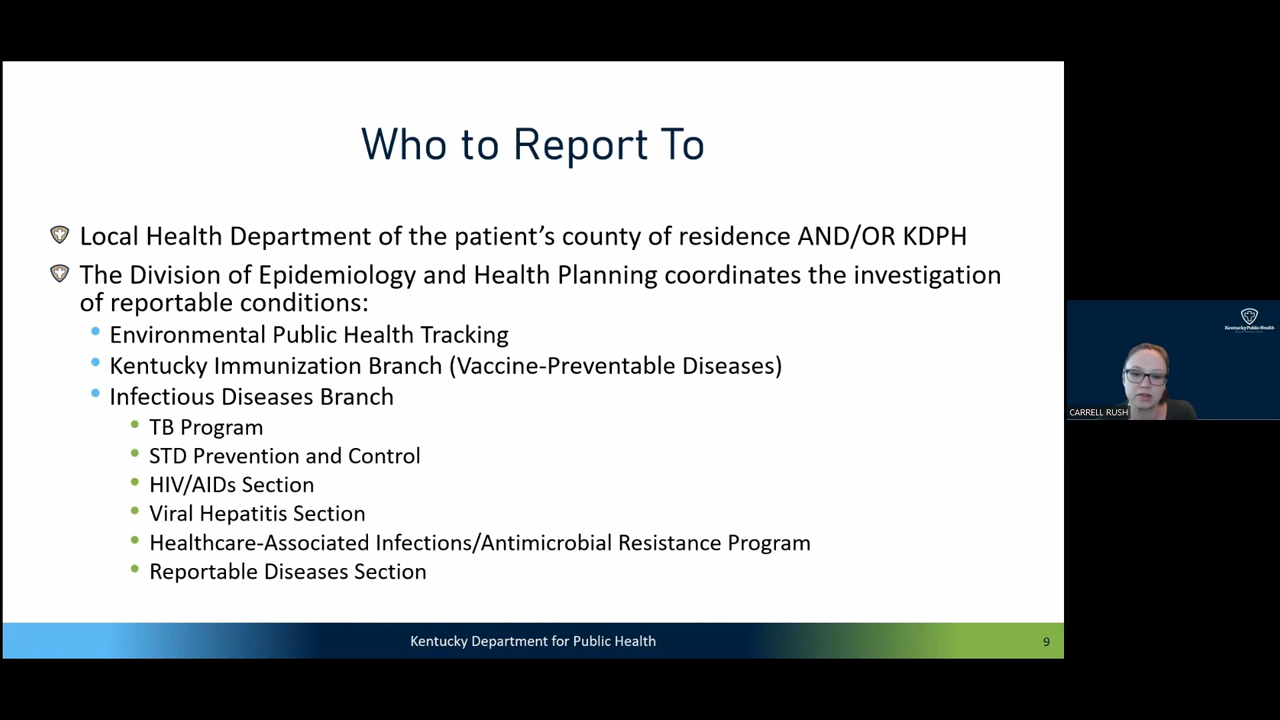 Who to Report To
Local Health Department of the patient's county of residence AND/OR KDPH
The Division of Epidemiology and Health Planning coordinates the investigation
of reportable conditions:
Environmental Public Health Tracking
Kentucky Immunization Branch (Vaccine-Preventable Diseases)
Infectious Diseases Branch
TB Program
STD Prevention and Control
HIV/AIDs Section
Viral Hepatitis Section
Healthcare-Associated Infections/Antimicrobial Resistance Program
Reportable Diseases Section
Kentucky Department for Public Health
9
Kentucky Public Health
CARRELL RUSH